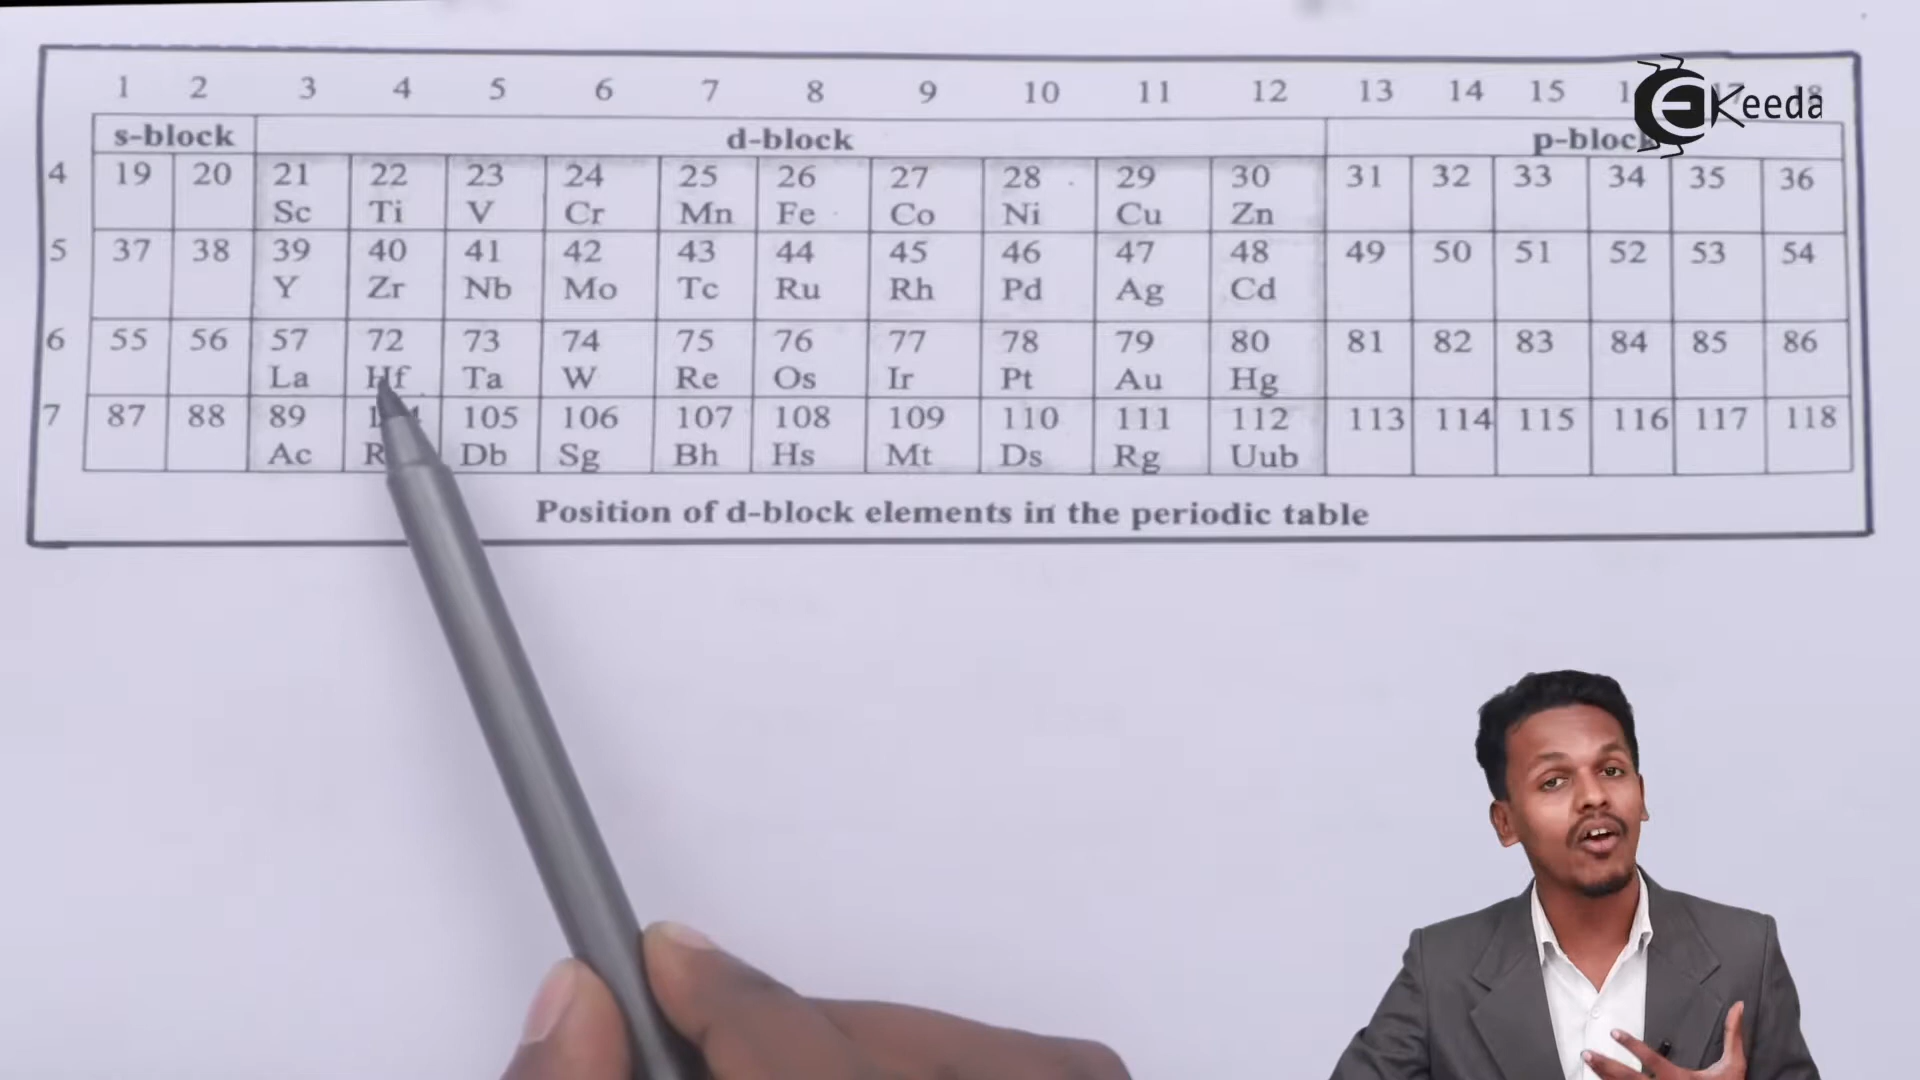 1 2 3 4 5 6 7 8 9 10 11 12 13 14 15
Keeda
s-block d-block p-block
4 19 20 21 22 23 24 25 26 27 28 29 30 31 32 33 34 35 36
Sc Ti V Cr Mn Fe Co Ni Cu Zn
5 37 38 39 40 41 42 43 44 45 46 47 48 49 50 51 52 53 54
Y Zr Nb Mo Tc Ru Rh Pd Ag Cd
6 55 56 57 72 73 74 75 76 77 78 79 80 81 82 83 84 85 86
La Hf Ta W Re Os Ir Pt Au Hg
7 87 88 89 105 106 107 108 109 110 111 112 113 114 115 116 117 118
Ac Db Sg Bh Hs Mt Ds Rg Uub
Position of d-block elements in the periodic table